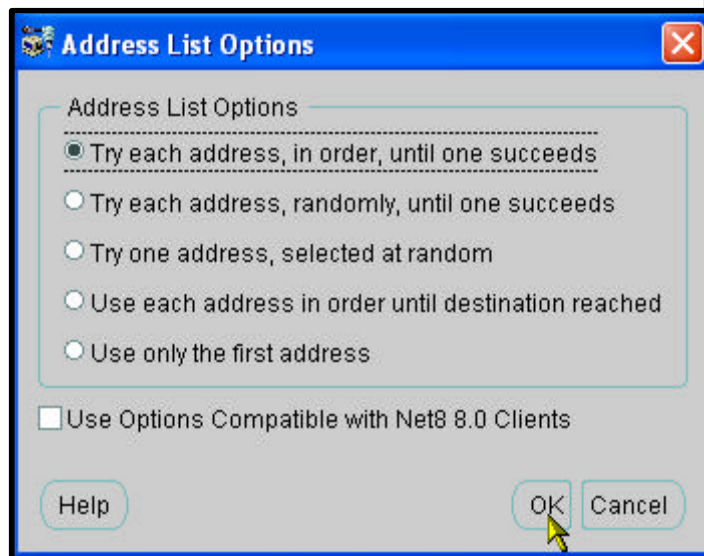 Address List Options
Address List Options
Try each address, in order, until one succeeds
Try each address, randomly, until one succeeds
Try one address, selected at random
Use each address in order until destination reached
Use only the first address
Use Options Compatible with Net8 8.0 Clients
Help
OK
Cancel